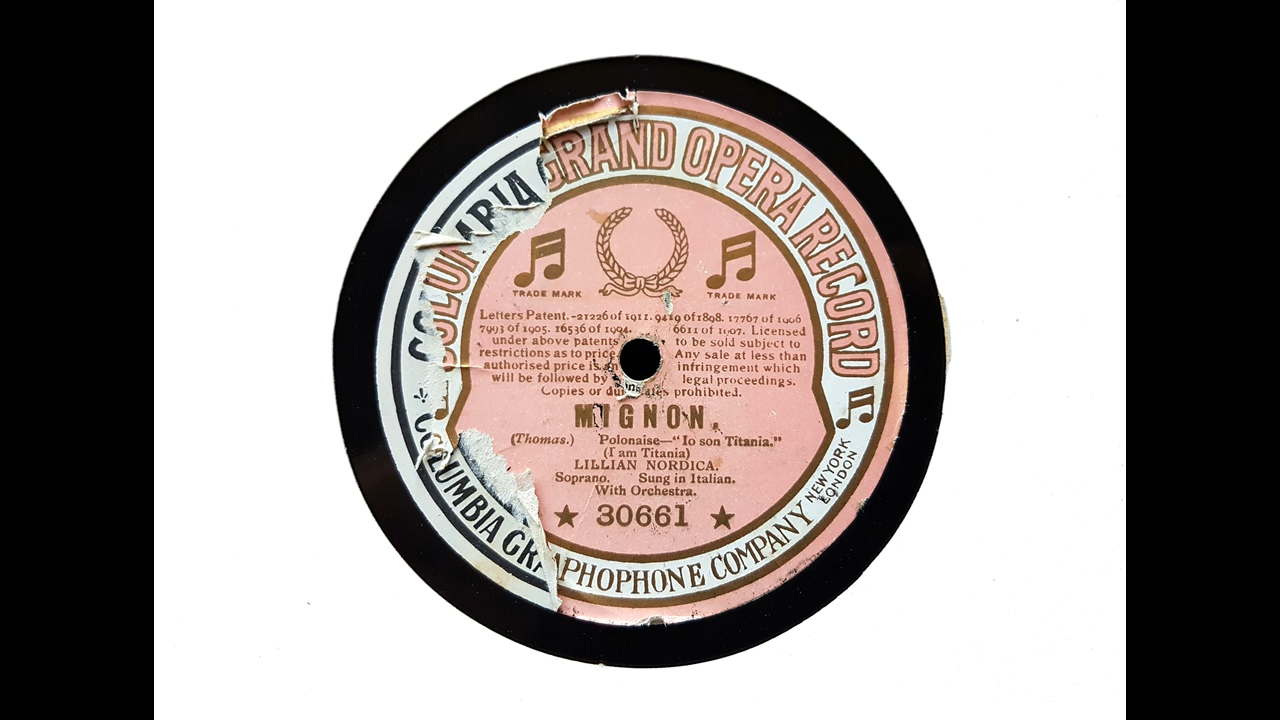 COLUMBIA GRAND OPERA RECORD
TRADE MARK
TRADE MARK
Letters Patent.-21226 of 1911. 9419 of 1898. 17767 of 1906
7993 of 1905. 16536 of 1904. 6611 of 1907. Licensed
under above patents to be sold subject to
restrictions as to price Any sale at less than
authorised price is an infringement which
will be followed by legal proceedings.
Copies or prohibited.
MIGNON.
(Thomas.) Polonaise—"Io son Titania."
(I am Titania)
LILLIAN NORDICA.
Soprano. Sung in Italian.
With Orchestra.
★ 30661 ★
COLUMBIA GRAPHOPHONE COMPANY NEW YORK
LONDON